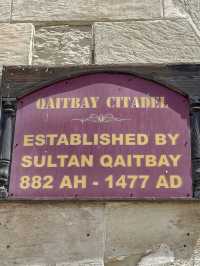 QAITBAY CITADEL
ESTABLISHED BY
SULTAN QAITBAY
882 AH - 1477 AD